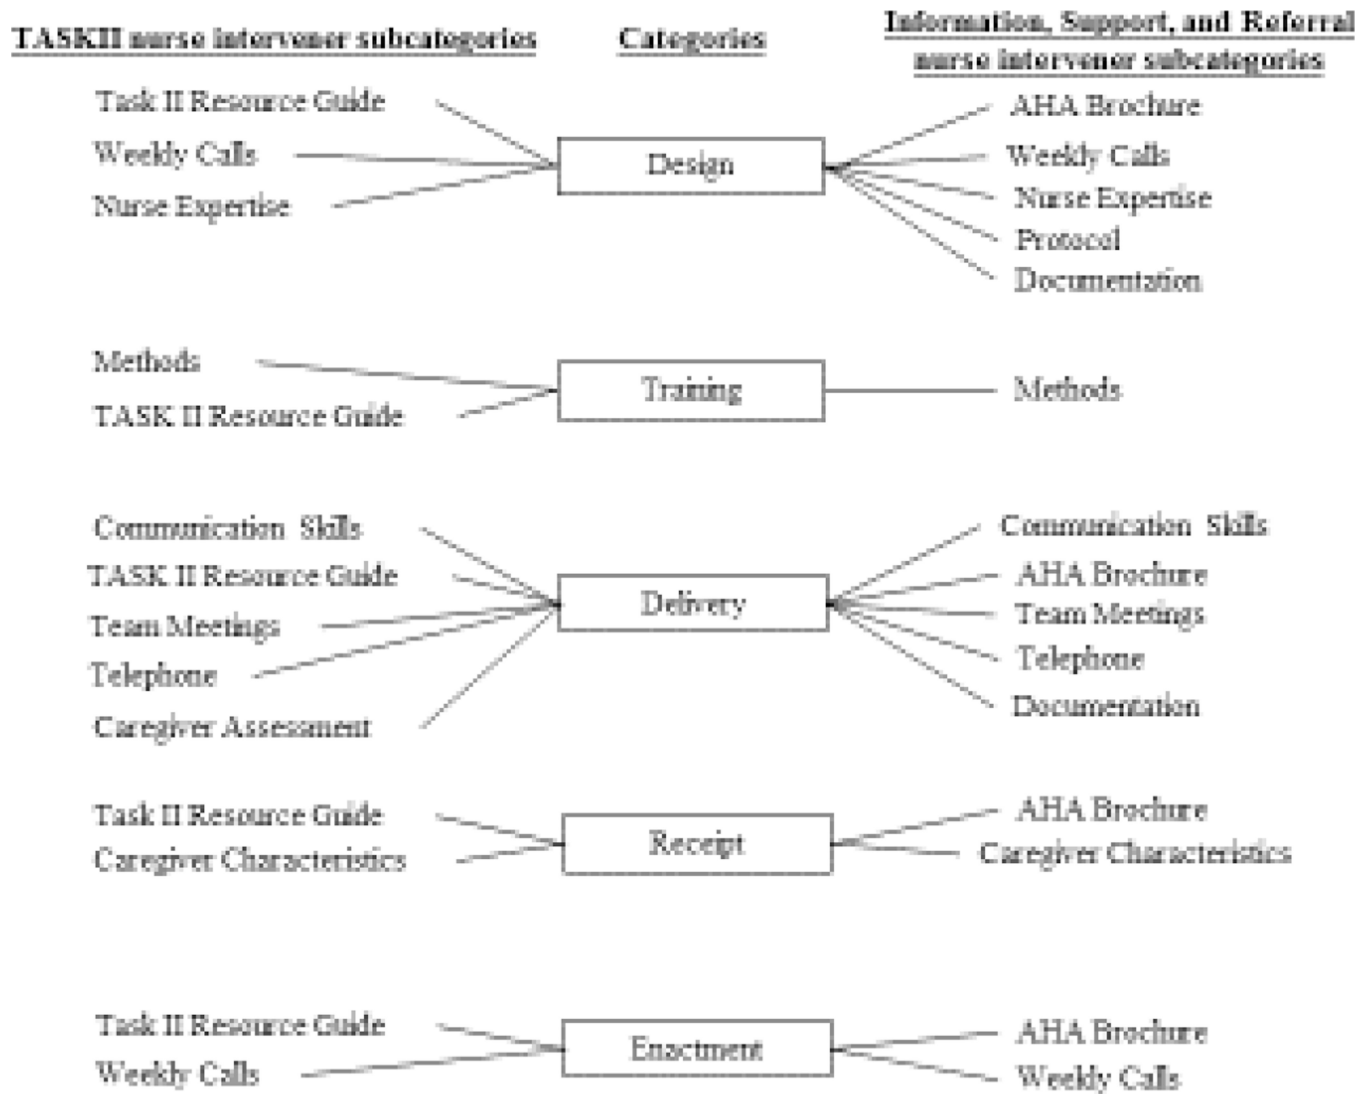 TASKII nurse intervener subcategories
Categories
Information, Support, and Referral
nurse intervener subcategories
Task II Resource Guide
Weekly Calls
Nurse Expertise
Design
AHA Brochure
Weekly Calls
Nurse Expertise
Protocol
Documentation
Methods
TASK II Resource Guide
Training
Methods
Communication Skills
TASK II Resource Guide
Team Meetings
Telephone
Caregiver Assessment
Delivery
Communication Skills
AHA Brochure
Team Meetings
Telephone
Documentation
Task II Resource Guide
Caregiver Characteristics
Receipt
AHA Brochure
Caregiver Characteristics
Task II Resource Guide
Weekly Calls
Enactment
AHA Brochure
Weekly Calls